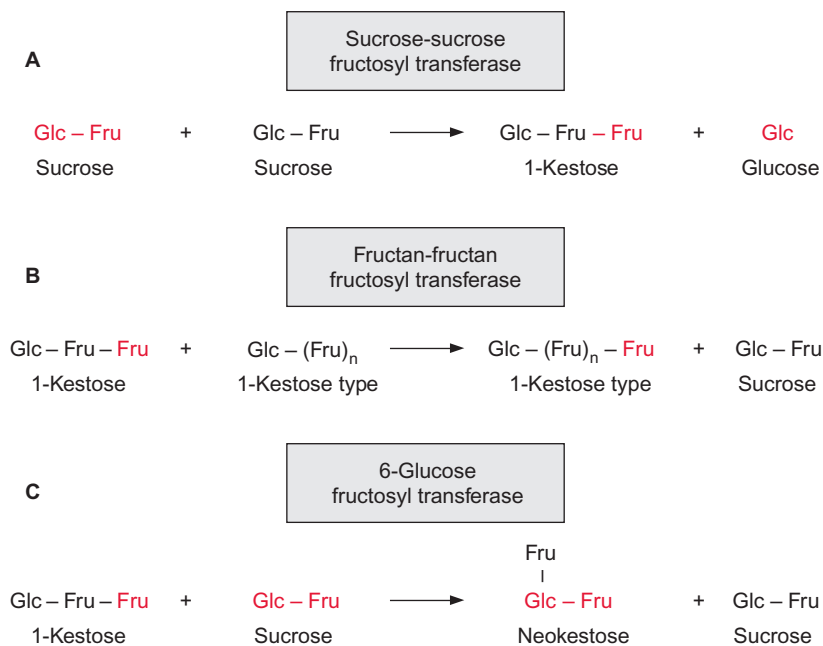 A
Sucrose-sucrose
fructosyl transferase
Glc – Fru + Glc – Fru ⟶ Glc – Fru – Fru + Glc
Sucrose Sucrose 1-Kestose Glucose
B
Fructan-fructan
fructosyl transferase
Glc – Fru – Fru + Glc – (Fru)n ⟶ Glc – (Fru)n – Fru + Glc – Fru
1-Kestose 1-Kestose type 1-Kestose type Sucrose
C
6-Glucose
fructosyl transferase
Fru
Glc – Fru – Fru + Glc – Fru ⟶ Glc – Fru + Glc – Fru
1-Kestose Sucrose Neokestose Sucrose